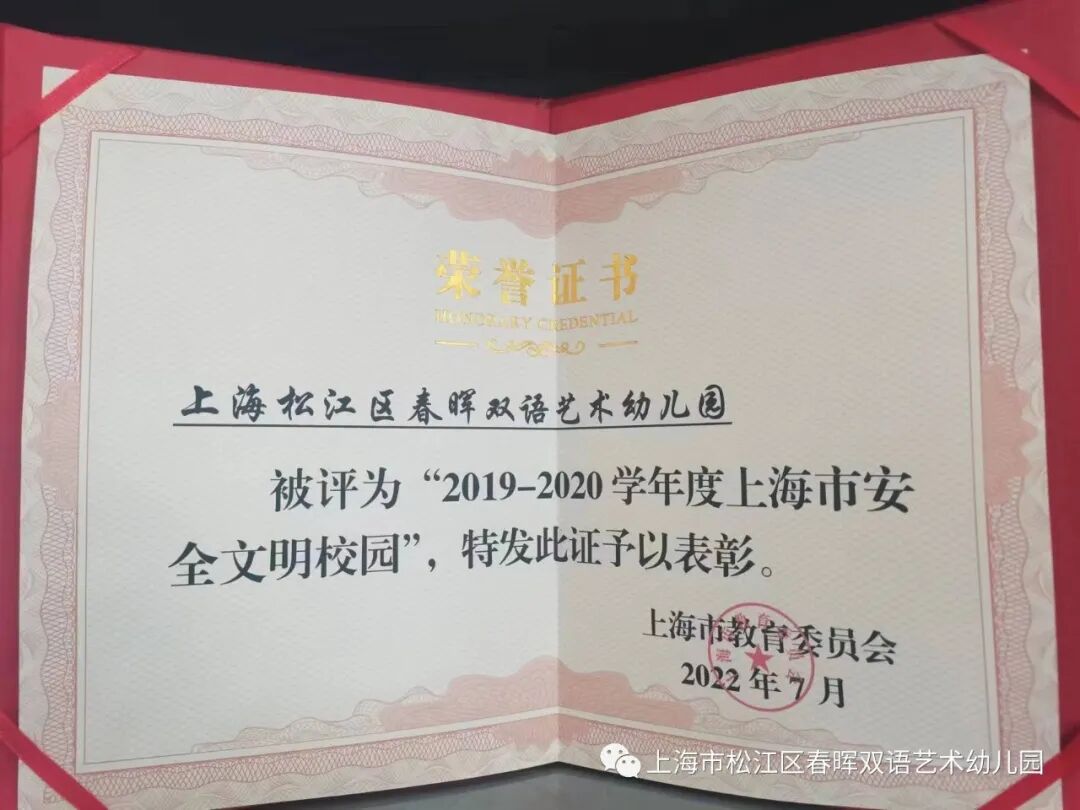 荣誉证书
HONORARY CREDENTIAL
上海松江区春晖双语艺术幼儿园
被评为“2019-2020学年度上海市安
全文明校园”，特发此证予以表彰。
上海市教育委员会
2022年7月
上海市松江区春晖双语艺术幼儿园